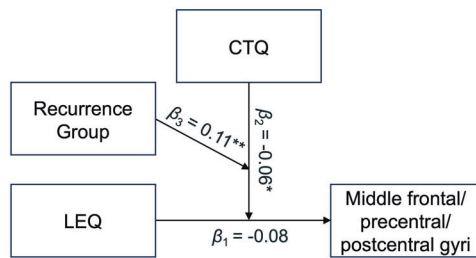 CTQ
Recurrence
Group
β3 = 0.11**
β2 = -0.06*
LEQ
β1 = -0.08
Middle frontal/
precentral/
postcentral gyri